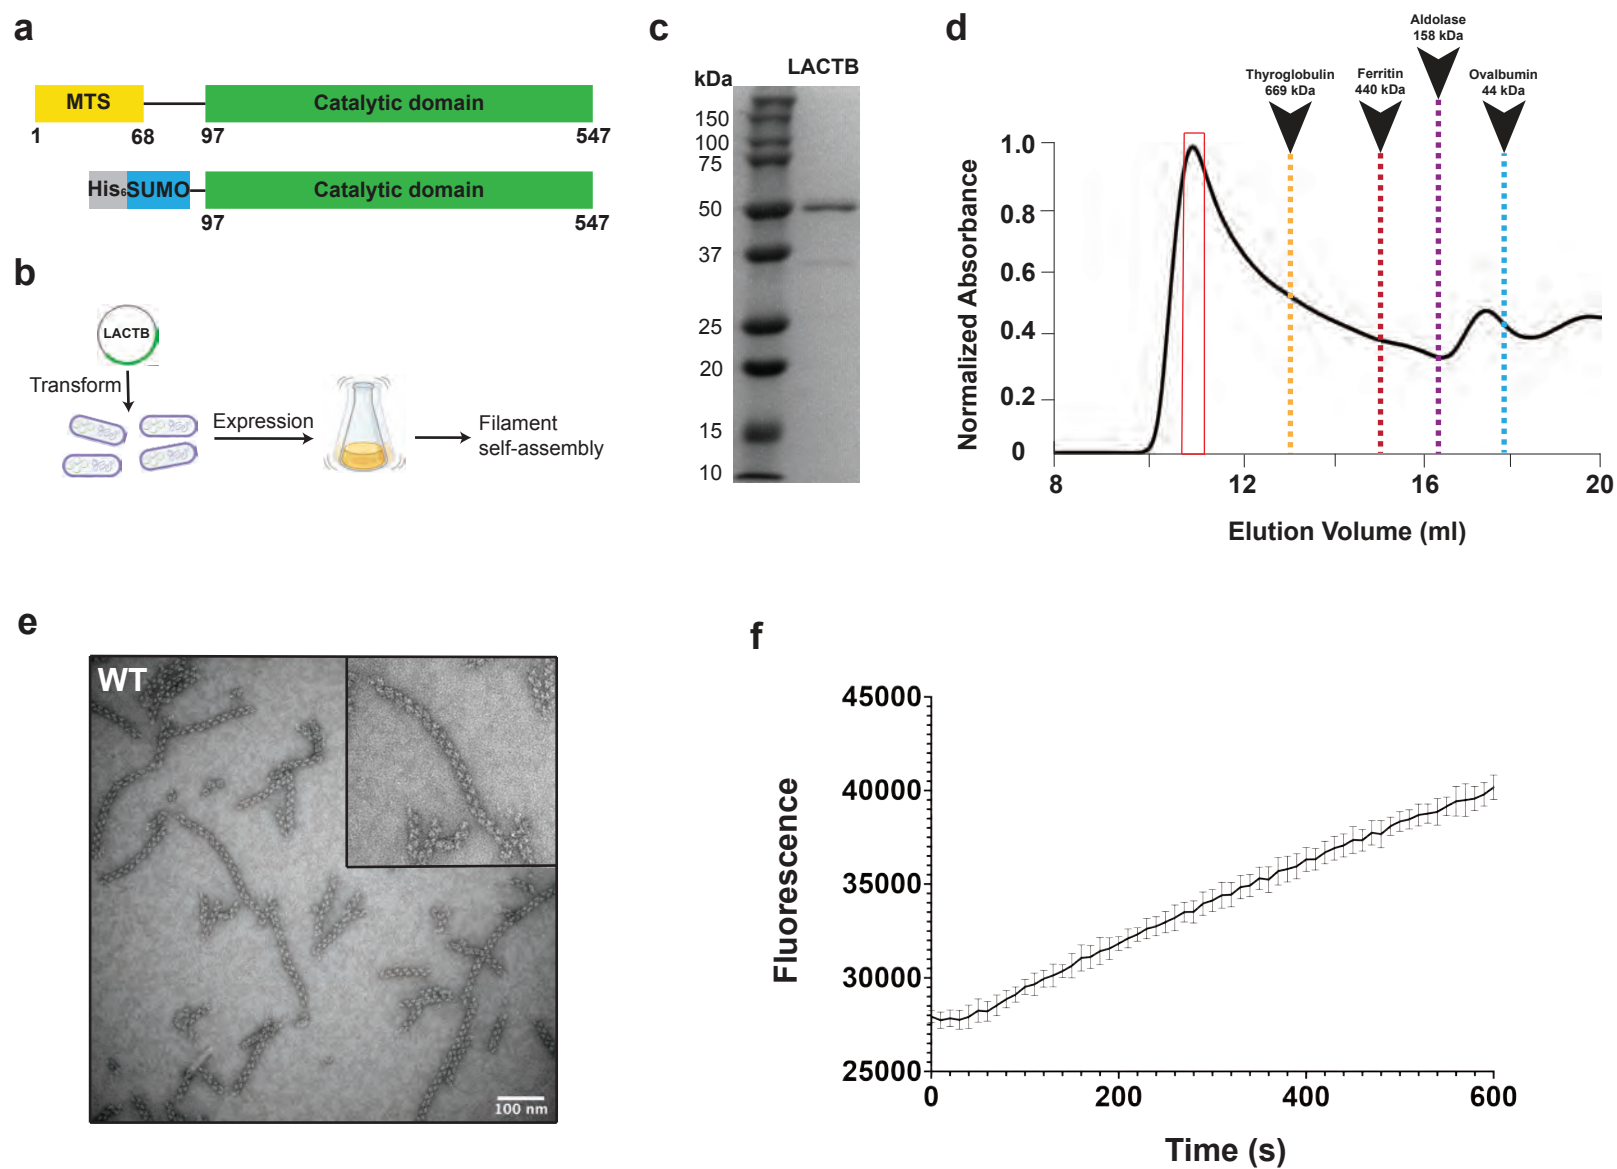 a
MTS
Catalytic domain
1
68
97
547
His₆
SUMO
Catalytic domain
97
547
b
LACTB
Transform
Expression
Filament
self-assembly
c
kDa
LACTB
150
100
75
50
37
25
20
15
10
d
Aldolase
158 kDa
Thyroglobulin
669 kDa
Ferritin
440 kDa
Ovalbumin
44 kDa
Normalized Absorbance
1.0
0.8
0.6
0.4
0.2
0
8
12
16
20
Elution Volume (ml)
e
WT
100 nm
f
Fluorescence
45000
40000
35000
30000
25000
0
200
400
600
Time (s)